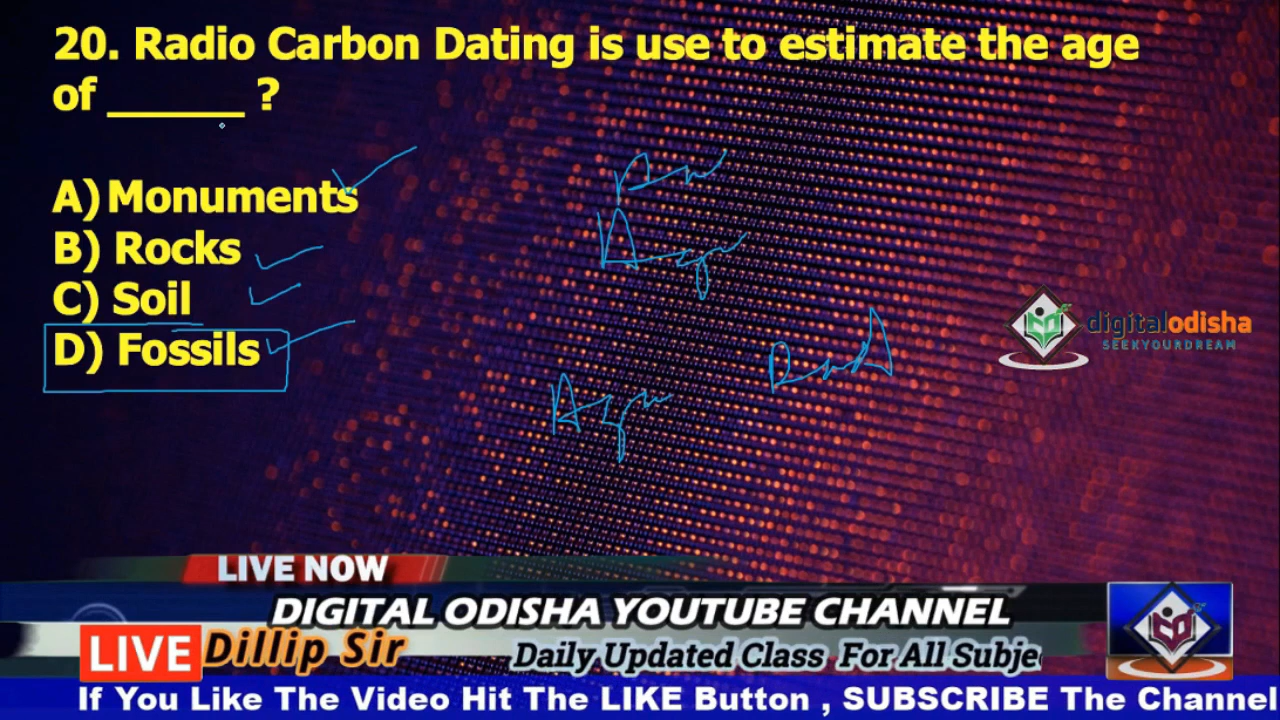 20. Radio Carbon Dating is use to estimate the age
of ______ ?
A) Monuments
B) Rocks
C) Soil
D) Fossils
digitalodisha
SEEKYOURDREAM
LIVE NOW
DIGITAL ODISHA YOUTUBE CHANNEL
LIVE Dillip Sir Daily Updated Class For All Subje
If You Like The Video Hit The LIKE Button , SUBSCRIBE The Channel